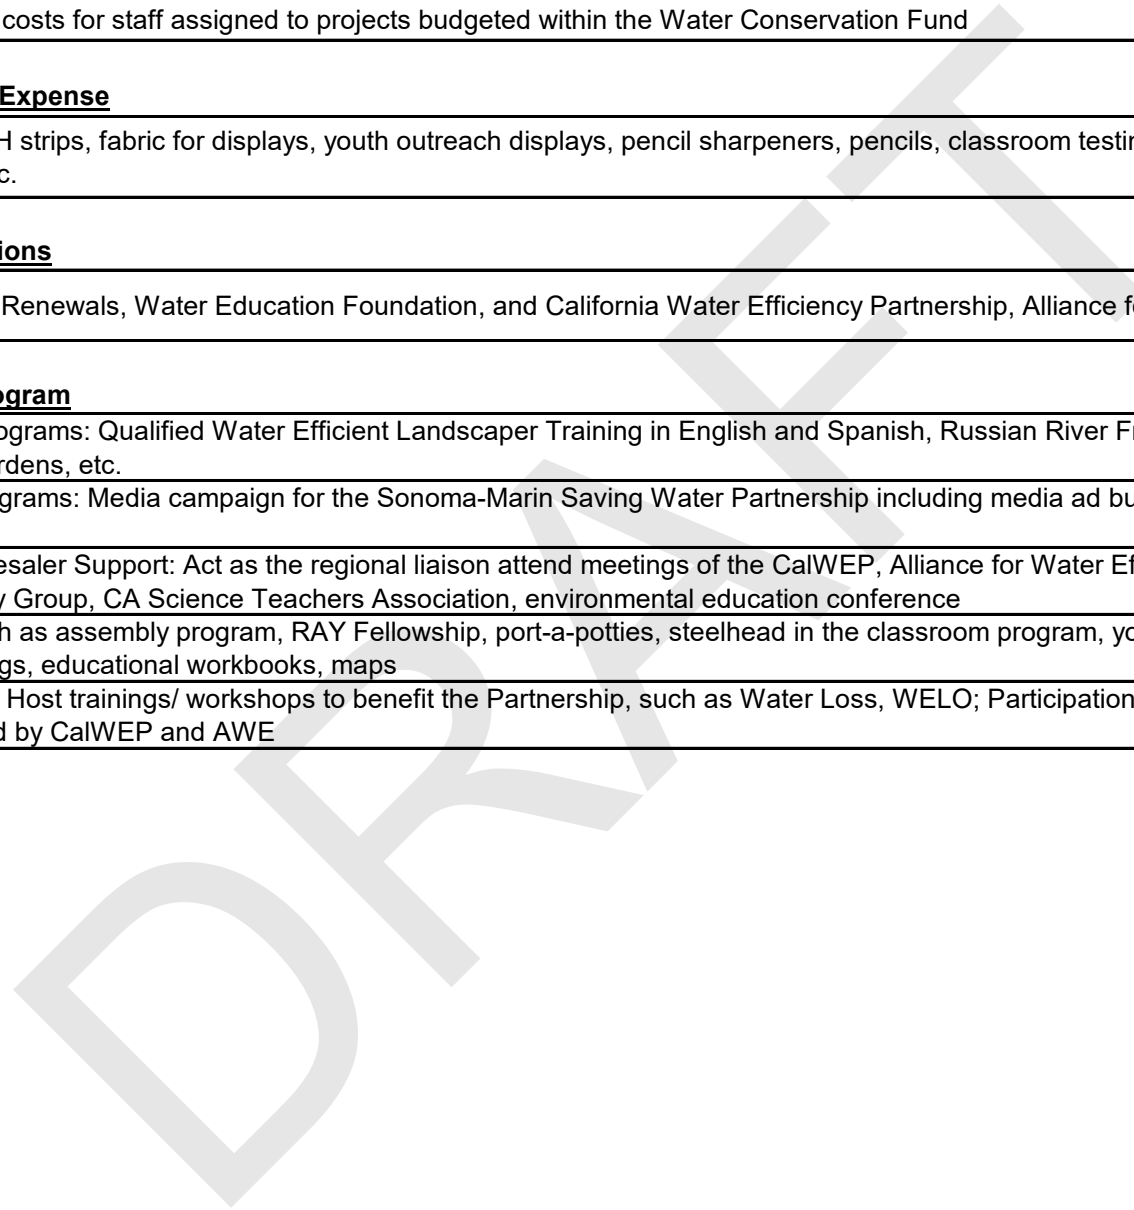 costs for staff assigned to projects budgeted within the Water Conservation Fund
Expense
H strips, fabric for displays, youth outreach displays, pencil sharpeners, pencils, classroom testin
c.
ions
Renewals, Water Education Foundation, and California Water Efficiency Partnership, Alliance f
ogram
ograms: Qualified Water Efficient Landscaper Training in English and Spanish, Russian River Fr
rdens, etc.
grams: Media campaign for the Sonoma-Marin Saving Water Partnership including media ad bu
esaler Support: Act as the regional liaison attend meetings of the CalWEP, Alliance for Water Ef
y Group, CA Science Teachers Association, environmental education conference
h as assembly program, RAY Fellowship, port-a-potties, steelhead in the classroom program, yo
gs, educational workbooks, maps
Host trainings/ workshops to benefit the Partnership, such as Water Loss, WELO; Participation
d by CalWEP and AWE
DRAFT